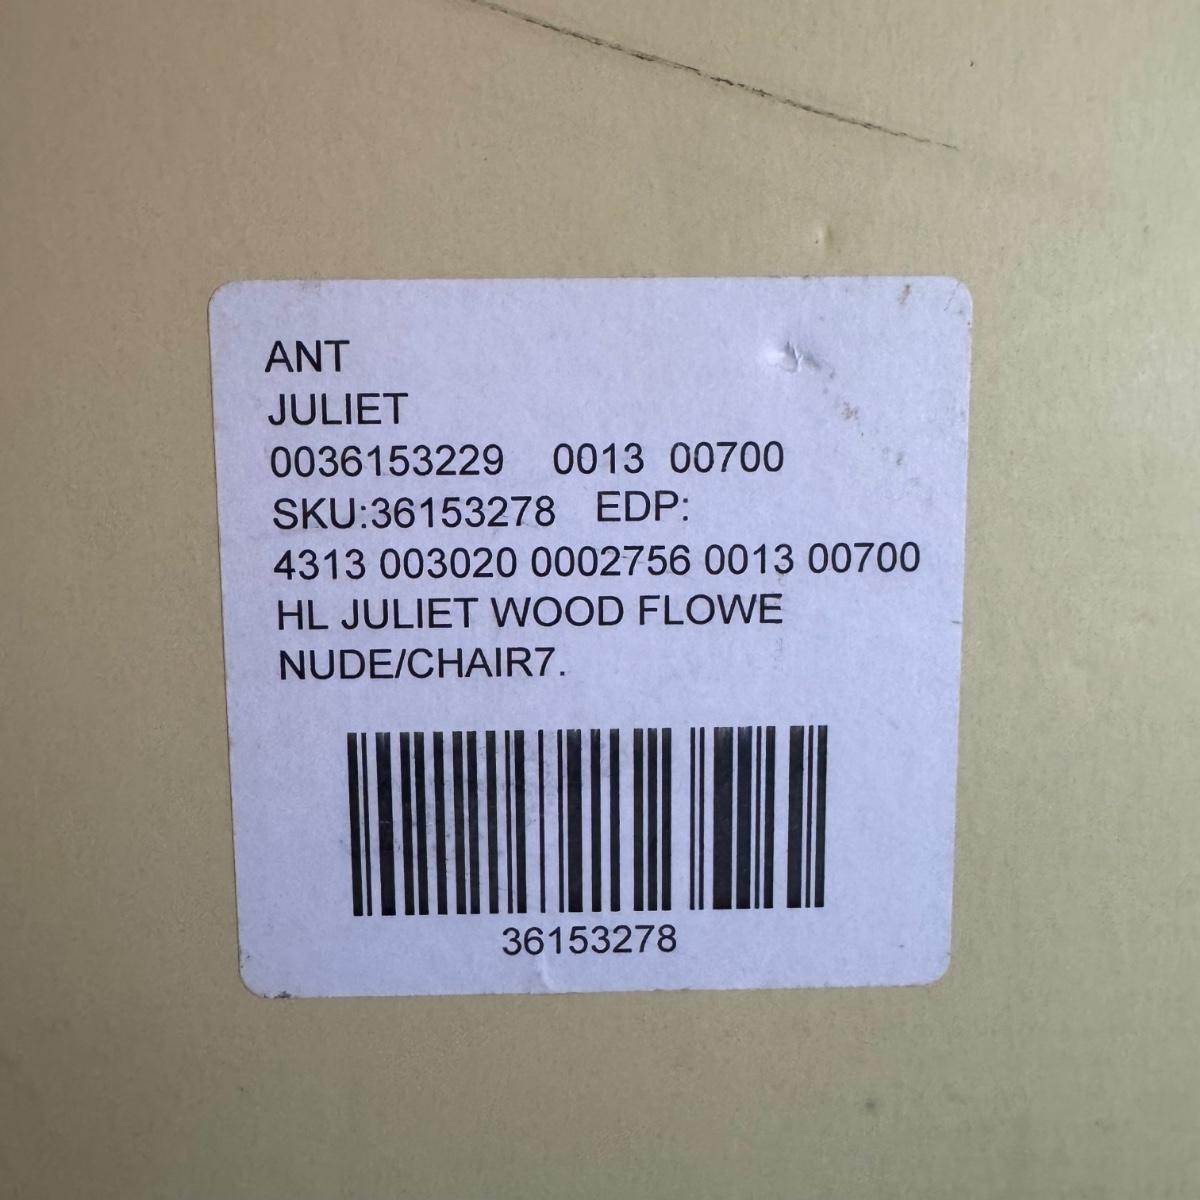 ANT
JULIET
0036153229 0013 00700
SKU:36153278 EDP:
4313 003020 0002756 0013 00700
HL JULIET WOOD FLOWE
NUDE/CHAIR7.
36153278